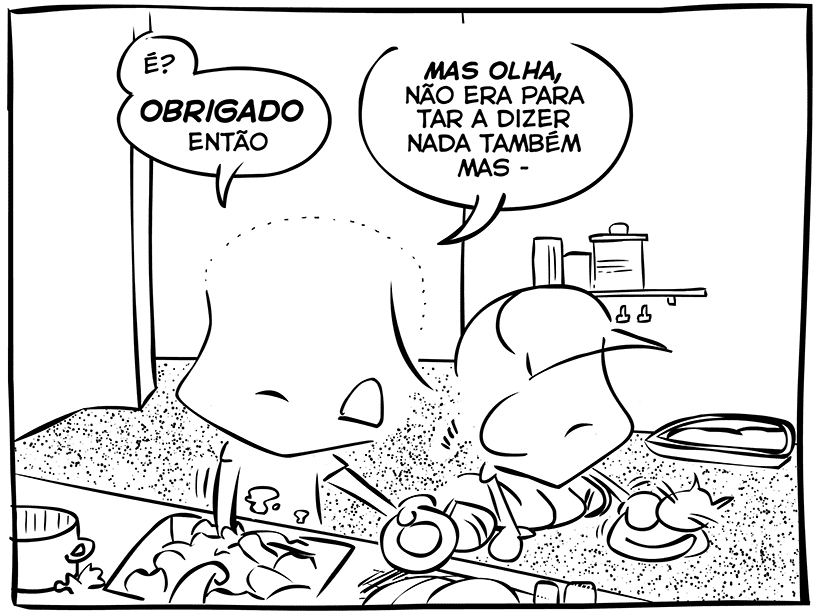 É?
OBRIGADO
ENTÃO
MAS OLHA,
NÃO ERA PARA
TAR A DIZER
NADA TAMBÉM
MAS -